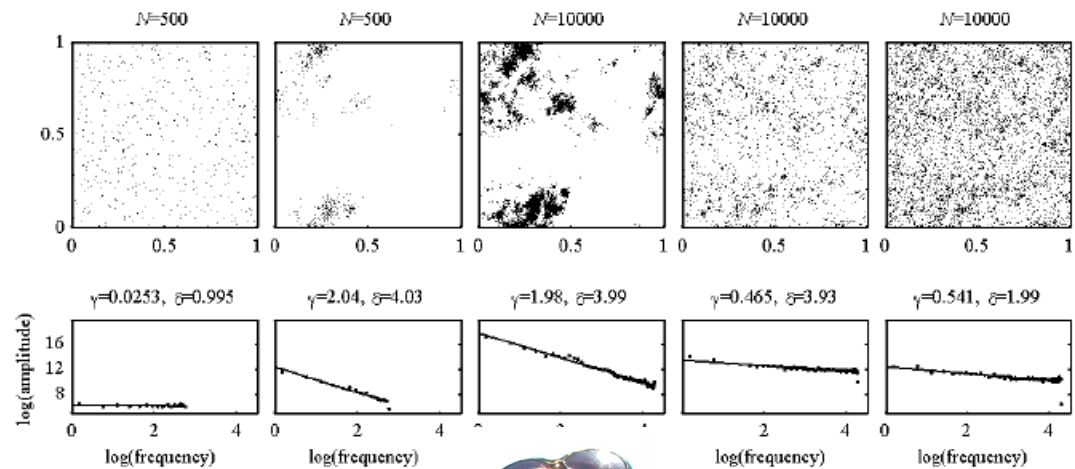 N=500 N=500 N=10000 N=10000 N=10000
1
0.5
0
0 0.5 1 0 0.5 1 0 0.5 1 0 0.5 1 0 0.5 1
γ=0.0253, δ=0.995 γ=2.04, δ=4.03 γ=1.98, δ=3.99 γ=0.465, δ=3.93 γ=0.541, δ=1.99
log(amplitude)
16
12
8
0 2 4 0 2 4 0 2 4 2 4 2 4
log(frequency) log(frequency) log(frequency) log(frequency)